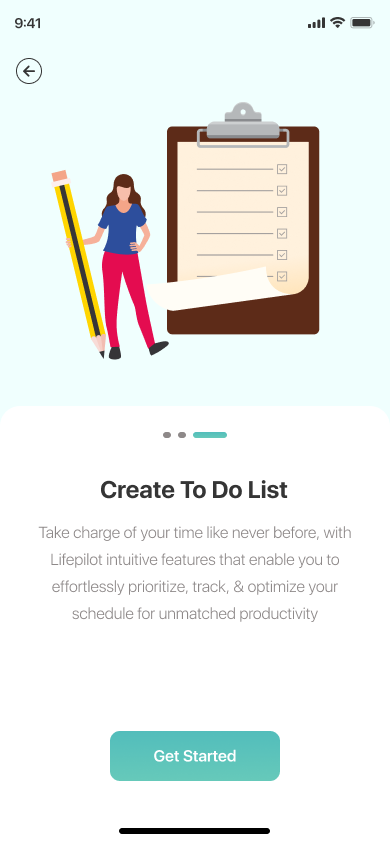 9:41
Create To Do List
Take charge of your time like never before, with
Lifepilot intuitive features that enable you to
effortlessly prioritize, track, & optimize your
schedule for unmatched productivity
Get Started